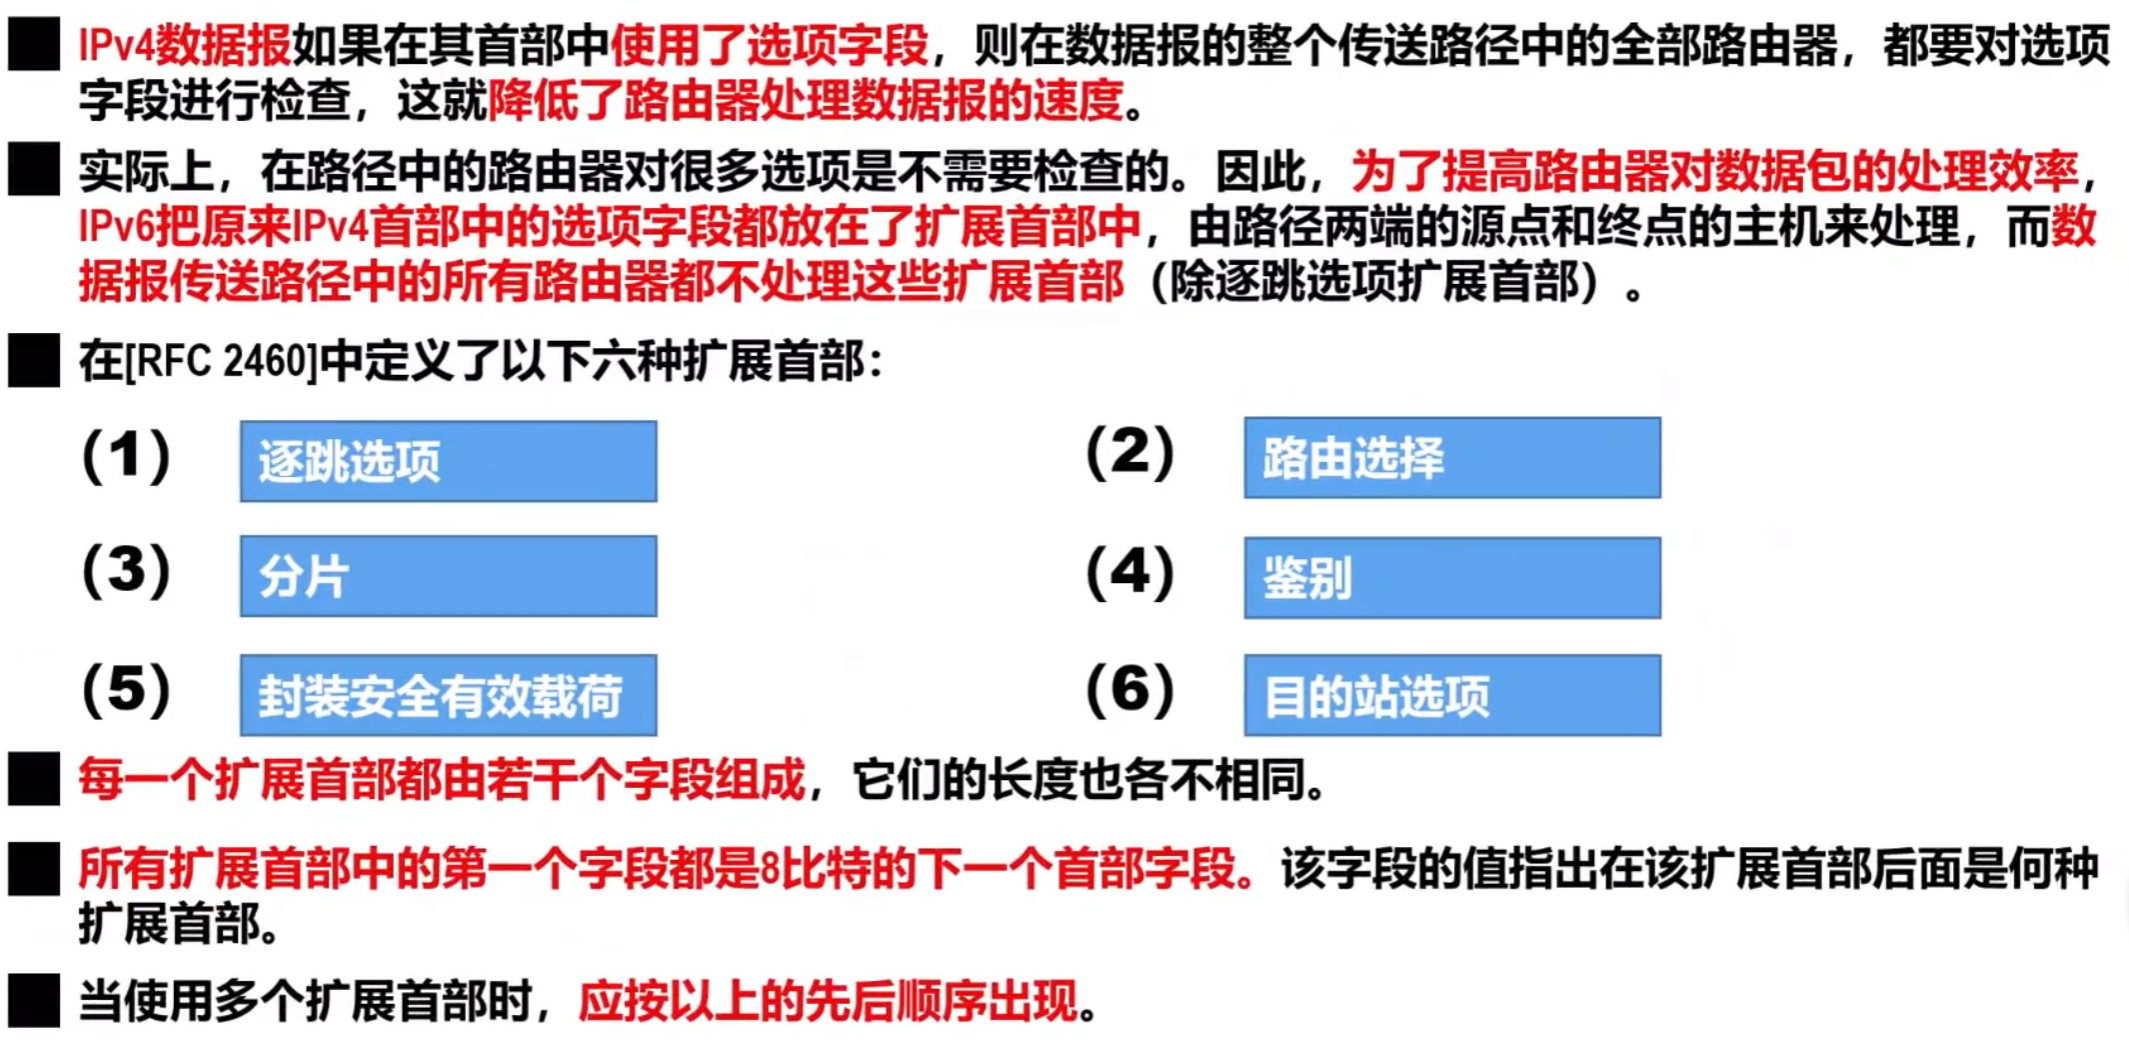 IPv4数据报如果在其首部中使用了选项字段，则在数据报的整个传送路径中的全部路由器，都要对选项
字段进行检查，这就降低了路由器处理数据报的速度。
实际上，在路径中的路由器对很多选项是不需要检查的。因此，为了提高路由器对数据包的处理效率，
IPv6把原来IPv4首部中的选项字段都放在了扩展首部中，由路径两端的源点和终点的主机来处理，而数
据报传送路径中的所有路由器都不处理这些扩展首部（除逐跳选项扩展首部）。
在[RFC 2460]中定义了以下六种扩展首部：
（1） 逐跳选项
（2） 路由选择
（3） 分片
（4） 鉴别
（5） 封装安全有效载荷
（6） 目的站选项
每一个扩展首部都由若干个字段组成，它们的长度也各不相同。
所有扩展首部中的第一个字段都是8比特的下一个首部字段。该字段的值指出在该扩展首部后面是何种
扩展首部。
当使用多个扩展首部时，应按以上的先后顺序出现。